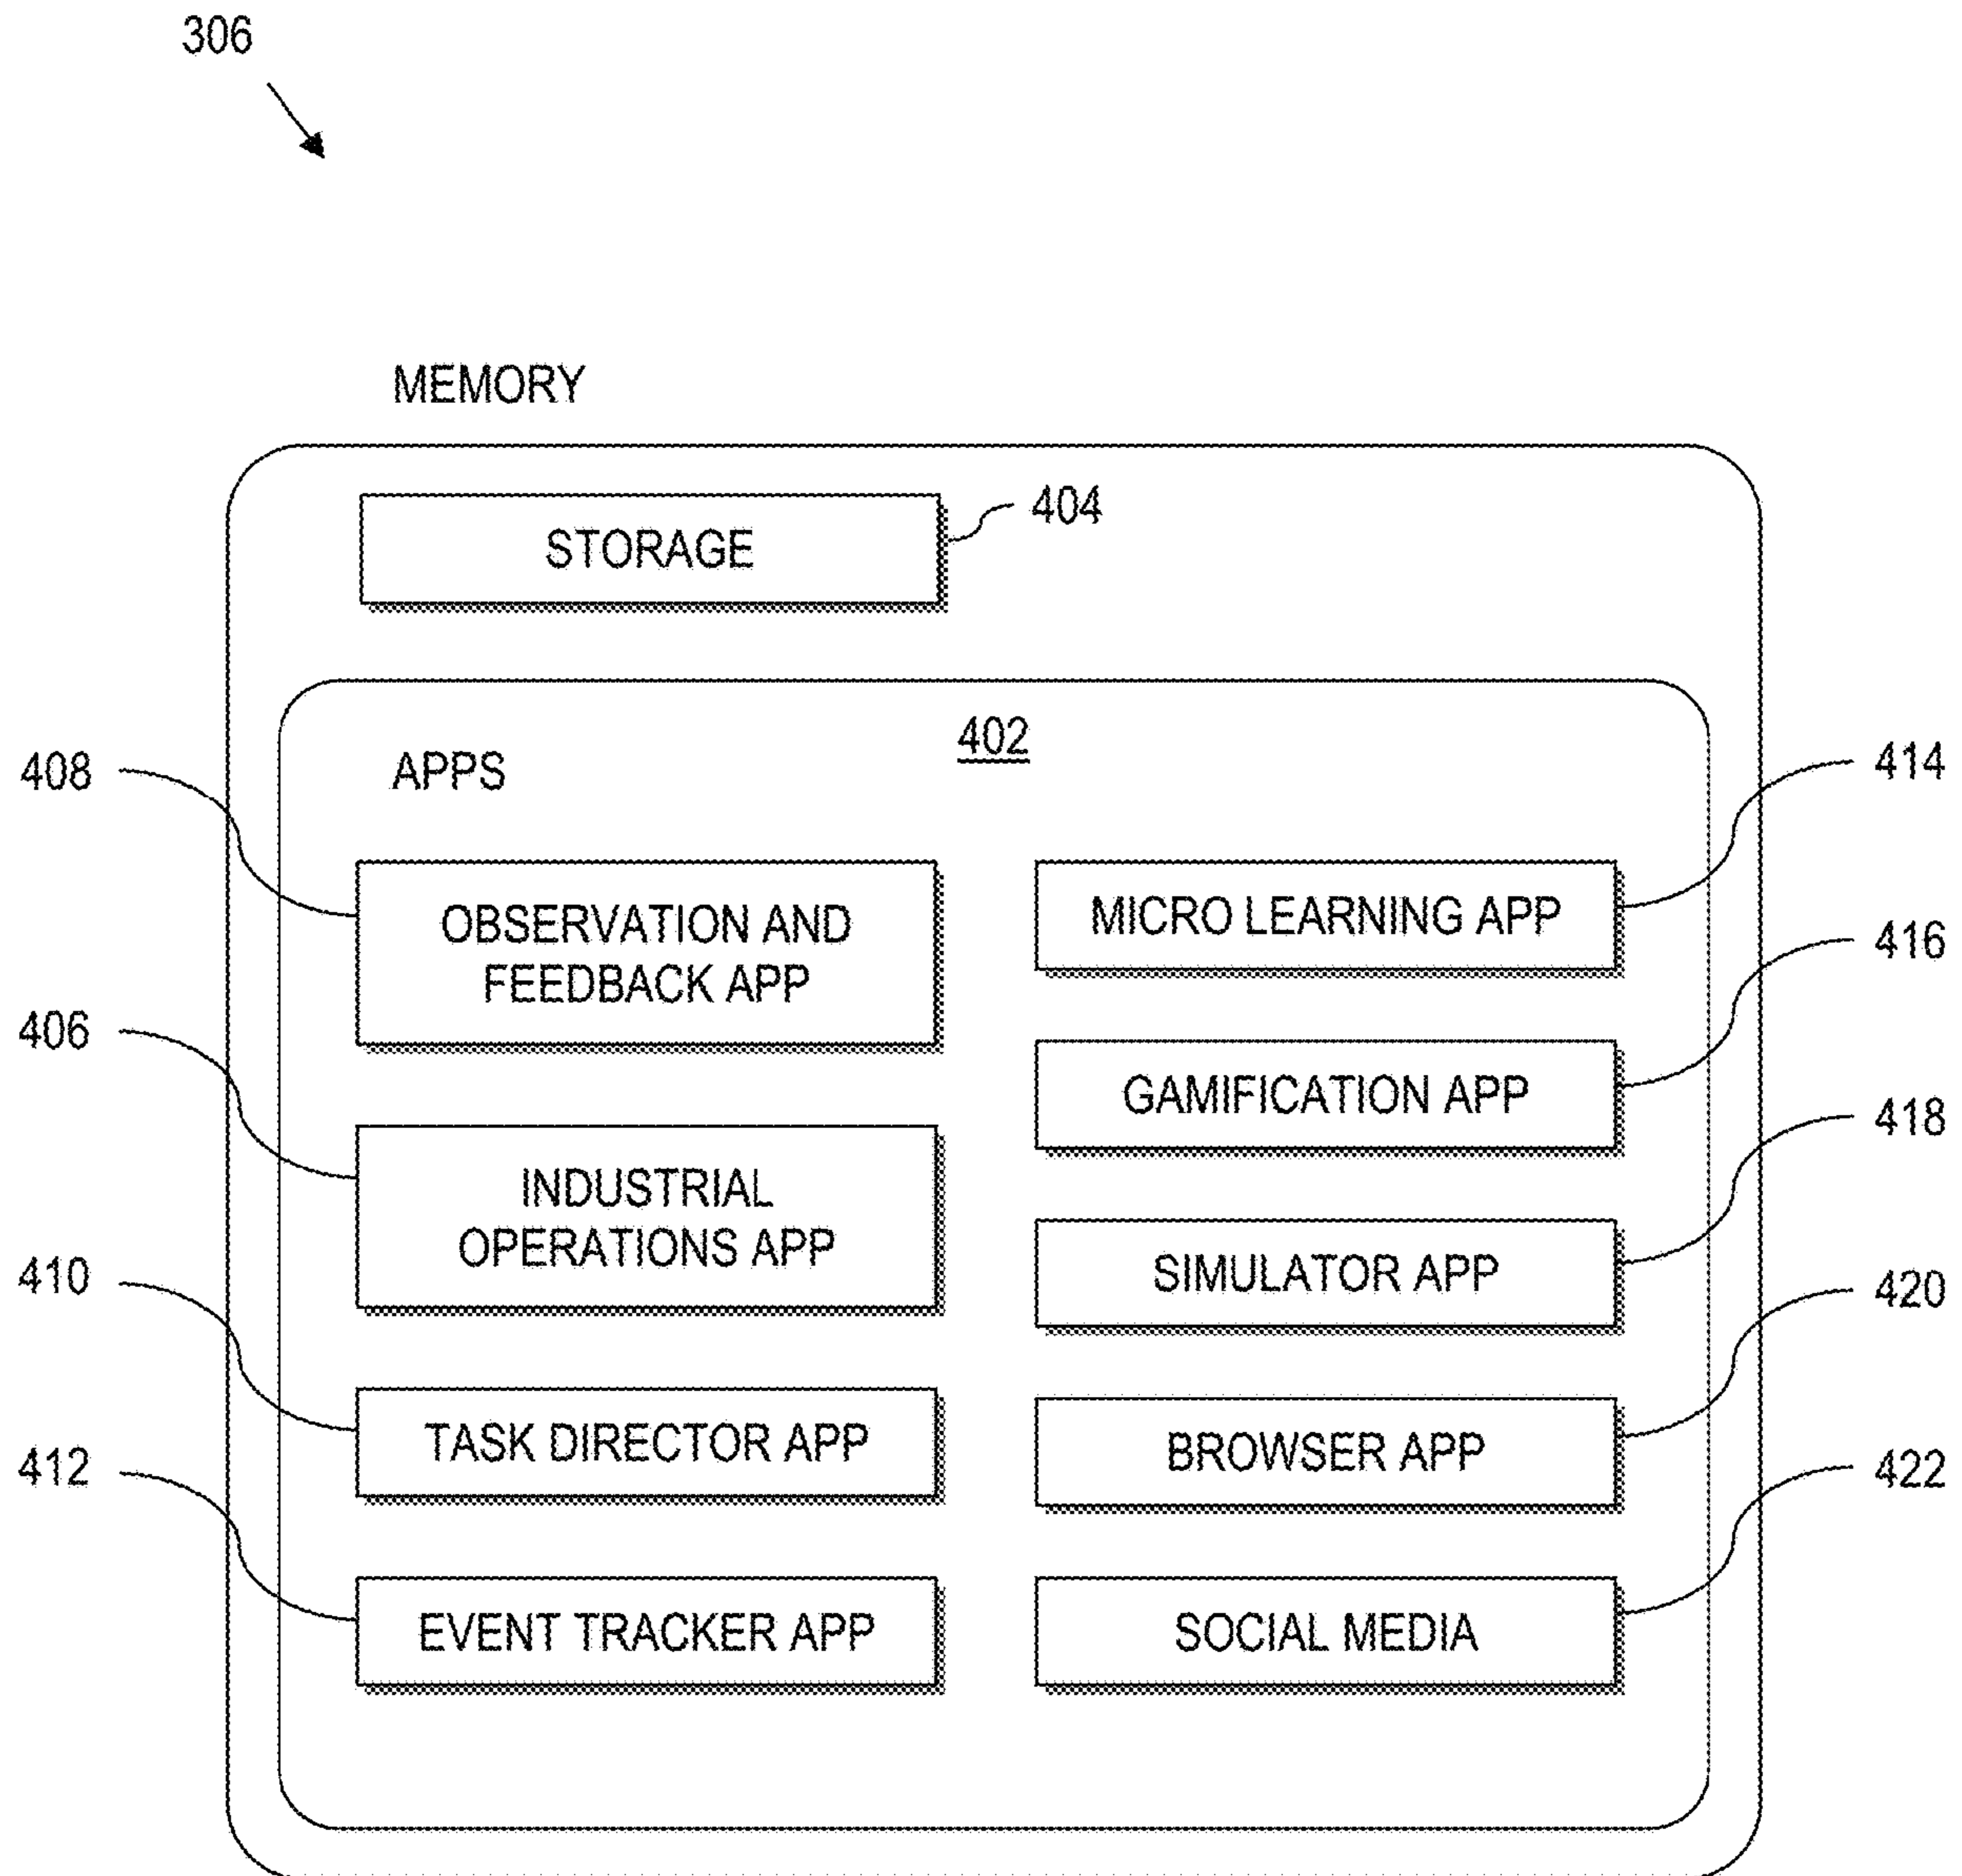 306
MEMORY
STORAGE
404
402
APPS
408
OBSERVATION AND
FEEDBACK APP
406
INDUSTRIAL
OPERATIONS APP
410
TASK DIRECTOR APP
412
EVENT TRACKER APP
414
MICRO LEARNING APP
416
GAMIFICATION APP
418
SIMULATOR APP
420
BROWSER APP
422
SOCIAL MEDIA